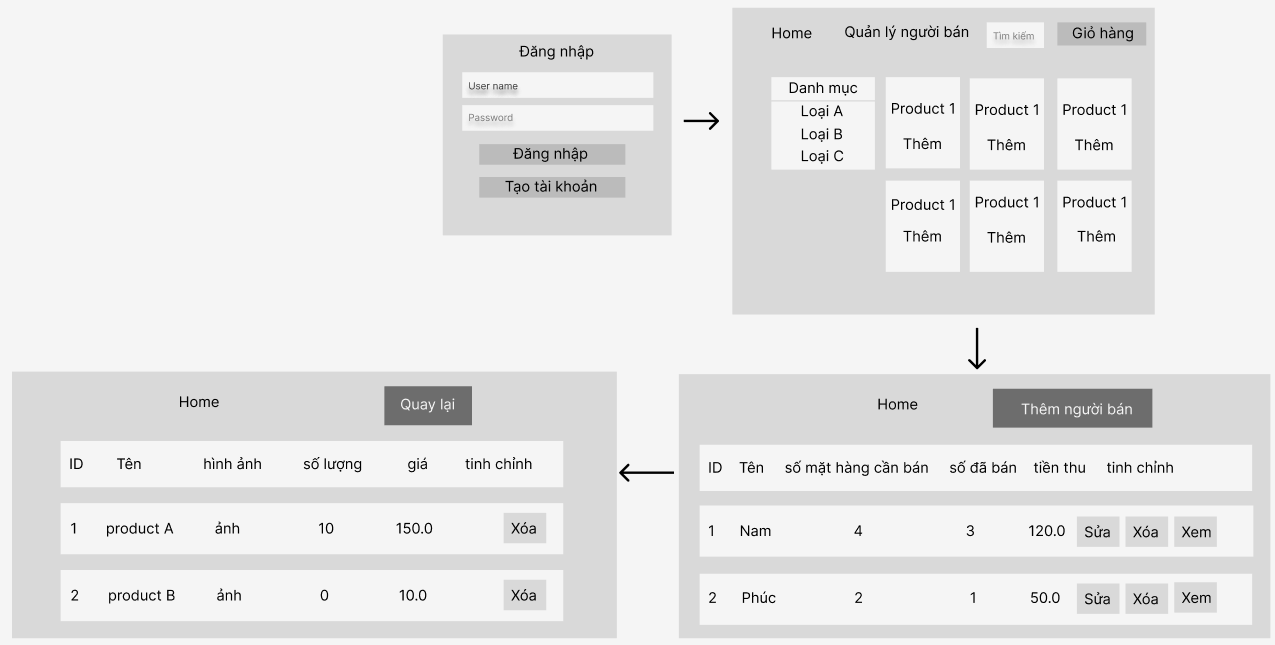 Đăng nhập
User name
Password
Đăng nhập
Tạo tài khoản
Home Quản lý người bán Tìm kiếm Giỏ hàng
Danh mục
Loại A
Loại B
Loại C
Product 1 Product 1 Product 1
Thêm Thêm Thêm
Product 1 Product 1 Product 1
Thêm Thêm Thêm
Home Quay lại
ID Tên hình ảnh số lượng giá tinh chỉnh
1 product A ảnh 10 150.0 Xóa
2 product B ảnh 0 10.0 Xóa
Home Thêm người bán
ID Tên số mặt hàng cần bán số đã bán tiền thu tinh chỉnh
1 Nam 4 3 120.0 Sửa Xóa Xem
2 Phúc 2 1 50.0 Sửa Xóa Xem